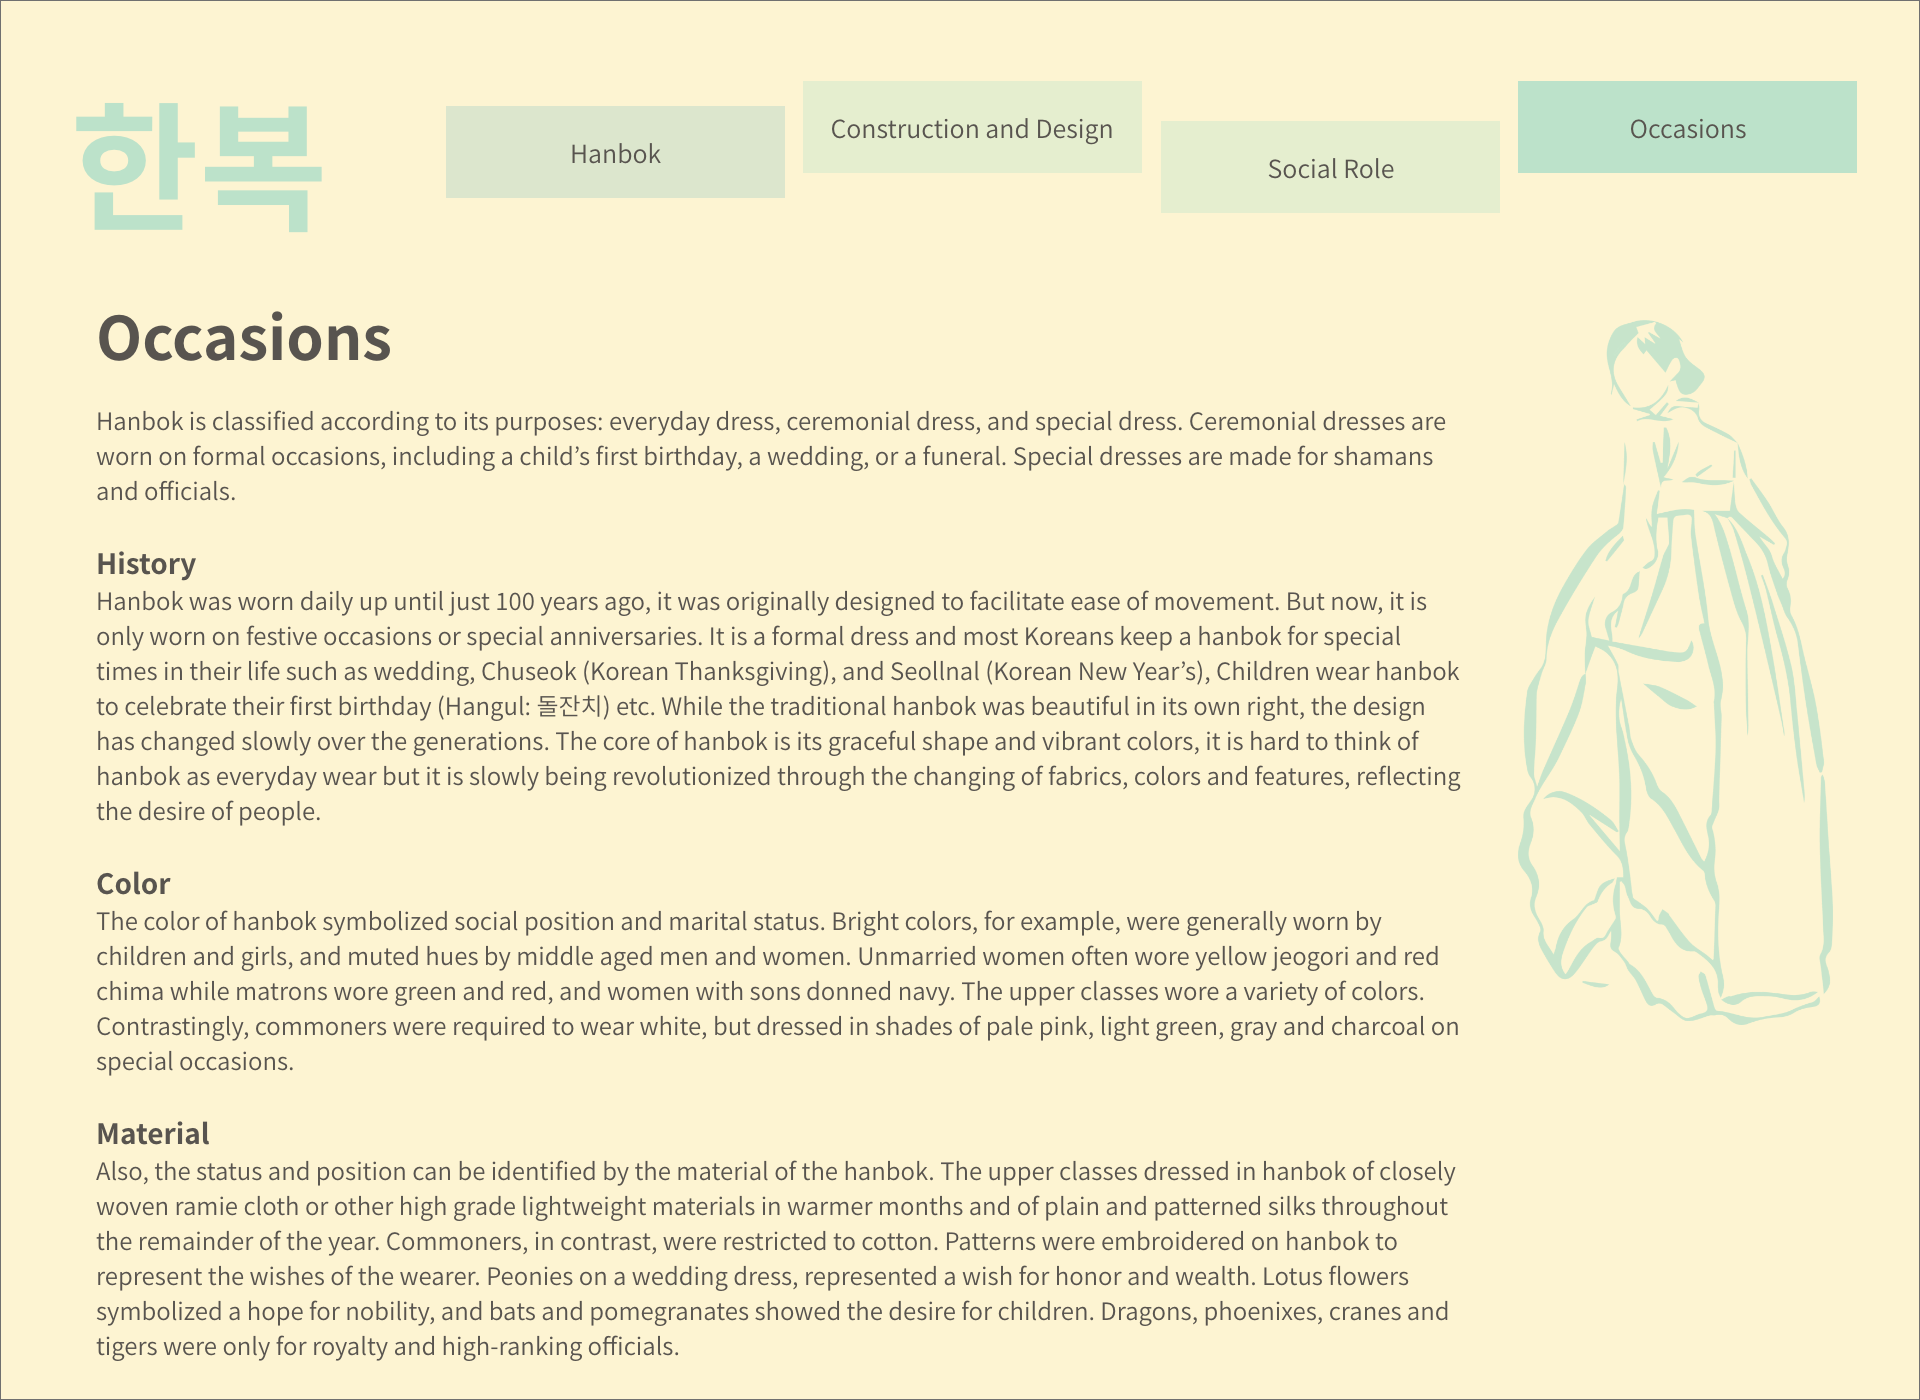 한복
Hanbok
Construction and Design
Social Role
Occasions
Occasions
Hanbok is classified according to its purposes: everyday dress, ceremonial dress, and special dress. Ceremonial dresses are
worn on formal occasions, including a child’s first birthday, a wedding, or a funeral. Special dresses are made for shamans
and officials.
History
Hanbok was worn daily up until just 100 years ago, it was originally designed to facilitate ease of movement. But now, it is
only worn on festive occasions or special anniversaries. It is a formal dress and most Koreans keep a hanbok for special
times in their life such as wedding, Chuseok (Korean Thanksgiving), and Seollnal (Korean New Year’s), Children wear hanbok
to celebrate their first birthday (Hangul: 돌잔치) etc. While the traditional hanbok was beautiful in its own right, the design
has changed slowly over the generations. The core of hanbok is its graceful shape and vibrant colors, it is hard to think of
hanbok as everyday wear but it is slowly being revolutionized through the changing of fabrics, colors and features, reflecting
the desire of people.
Color
The color of hanbok symbolized social position and marital status. Bright colors, for example, were generally worn by
children and girls, and muted hues by middle aged men and women. Unmarried women often wore yellow jeogori and red
chima while matrons wore green and red, and women with sons donned navy. The upper classes wore a variety of colors.
Contrastingly, commoners were required to wear white, but dressed in shades of pale pink, light green, gray and charcoal on
special occasions.
Material
Also, the status and position can be identified by the material of the hanbok. The upper classes dressed in hanbok of closely
woven ramie cloth or other high grade lightweight materials in warmer months and of plain and patterned silks throughout
the remainder of the year. Commoners, in contrast, were restricted to cotton. Patterns were embroidered on hanbok to
represent the wishes of the wearer. Peonies on a wedding dress, represented a wish for honor and wealth. Lotus flowers
symbolized a hope for nobility, and bats and pomegranates showed the desire for children. Dragons, phoenixes, cranes and
tigers were only for royalty and high-ranking officials.